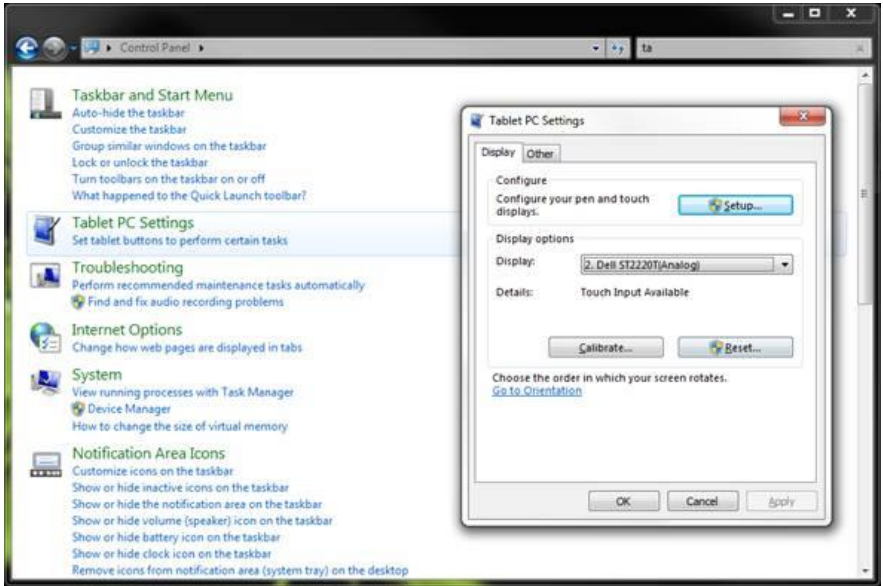 Control Panel
ta
Taskbar and Start Menu
Auto-hide the taskbar
Customize the taskbar
Group similar windows on the taskbar
Lock or unlock the taskbar
Turn toolbars on the taskbar on or off
What happened to the Quick Launch toolbar?
Tablet PC Settings
Set tablet buttons to perform certain tasks
Troubleshooting
Perform recommended maintenance tasks automatically
Find and fix audio recording problems
Internet Options
Change how web pages are displayed in tabs
System
View running processes with Task Manager
Device Manager
How to change the size of virtual memory
Notification Area Icons
Customize icons on the taskbar
Show or hide inactive icons on the taskbar
Show or hide the notification area on the taskbar
Show or hide volume (speaker) icon on the taskbar
Show or hide battery icon on the taskbar
Show or hide clock icon on the taskbar
Remove icons from notification area (system tray) on the desktop
Tablet PC Settings
Display Other
Configure
Configure your pen and touch
displays.
Setup...
Display options
Display:
2. Dell ST2220T(Analog)
Details:
Touch Input Available
Calibrate...
Reset...
Choose the order in which your screen rotates.
Go to Orientation
OK Cancel Apply